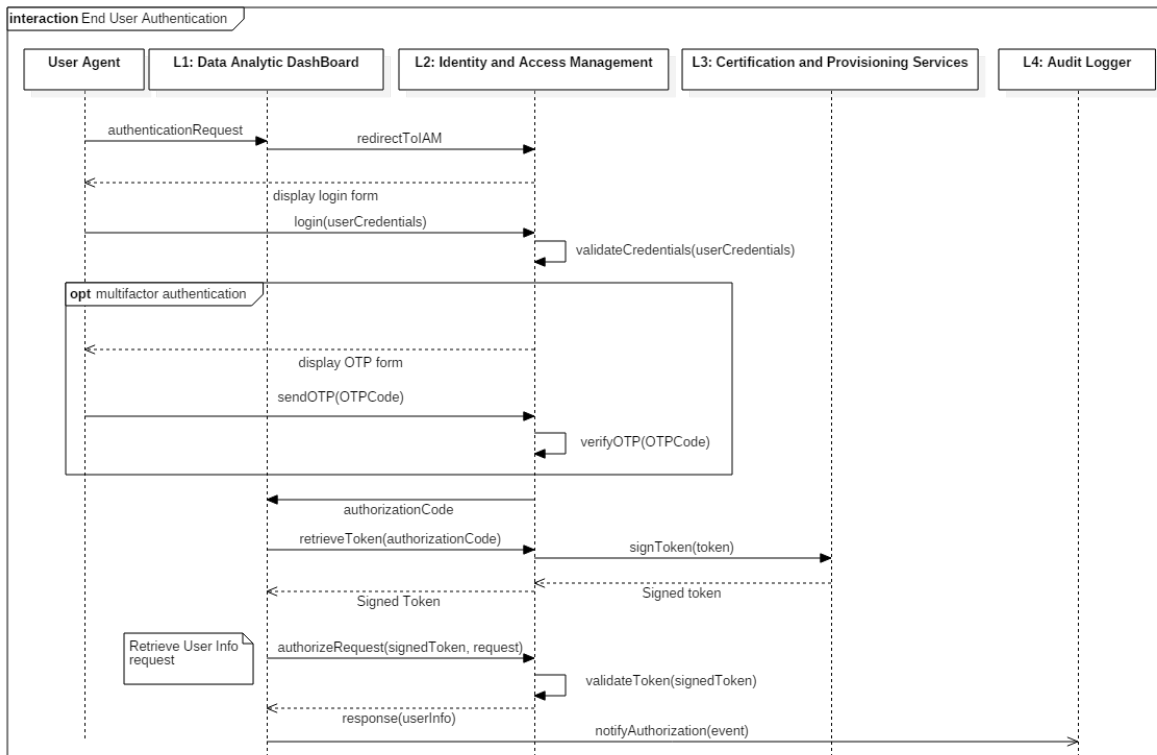 interaction End User Authentication
User Agent
L1: Data Analytic DashBoard
L2: Identity and Access Management
L3: Certification and Provisioning Services
L4: Audit Logger
authenticationRequest
redirectToIAM
display login form
login(userCredentials)
validateCredentials(userCredentials)
opt multifactor authentication
display OTP form
sendOTP(OTPCode)
verifyOTP(OTPCode)
authorizationCode
retrieveToken(authorizationCode)
signToken(token)
Signed token
Signed Token
Retrieve User Info
request
authorizeRequest(signedToken, request)
validateToken(signedToken)
response(userInfo)
notifyAuthorization(event)